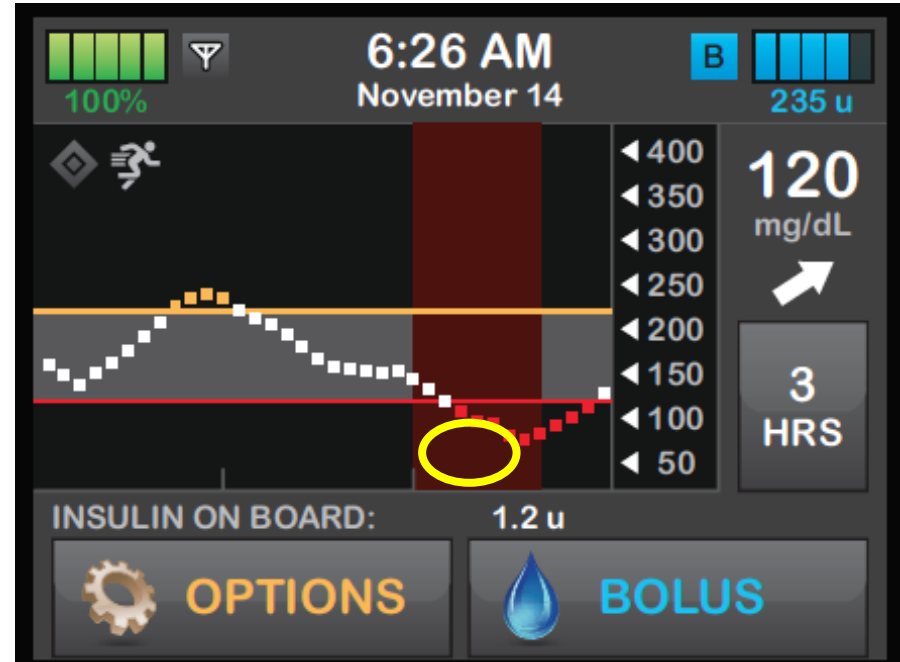 6:26 AM
November 14
100%
B
235 u
400
350
300
250
200
150
100
50
120
mg/dL
3
HRS
INSULIN ON BOARD: 1.2 u
OPTIONS
BOLUS